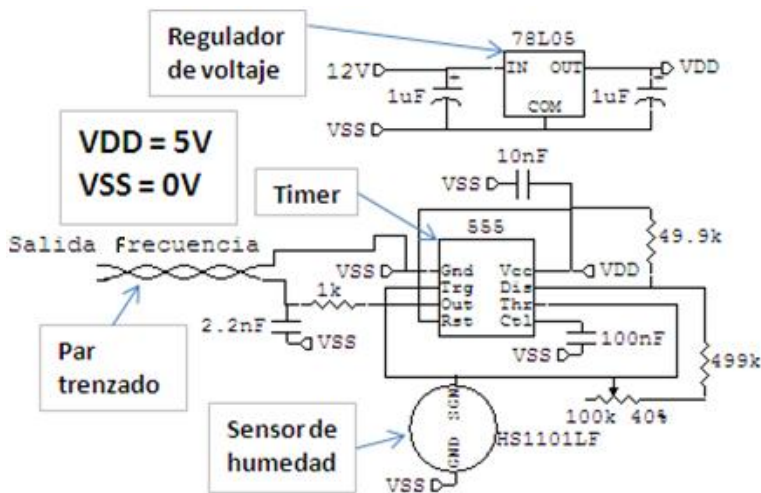 Regulador
de voltaje
78L05
12V
IN
OUT
VDD
1uF
COM
1uF
VSS
VDD = 5V
VSS = 0V
10nF
VSS
Timer
555
49.9k
Salida Frecuencia
VSS
Gnd
Vcc
VDD
Trg
Dis
1k
Out
Thr
Rst
Ctl
2.2nF
VSS
VSS
100nF
Par
trenzado
499k
100k 40%
SGN
HS1101LF
GND
Sensor de
humedad
VSS